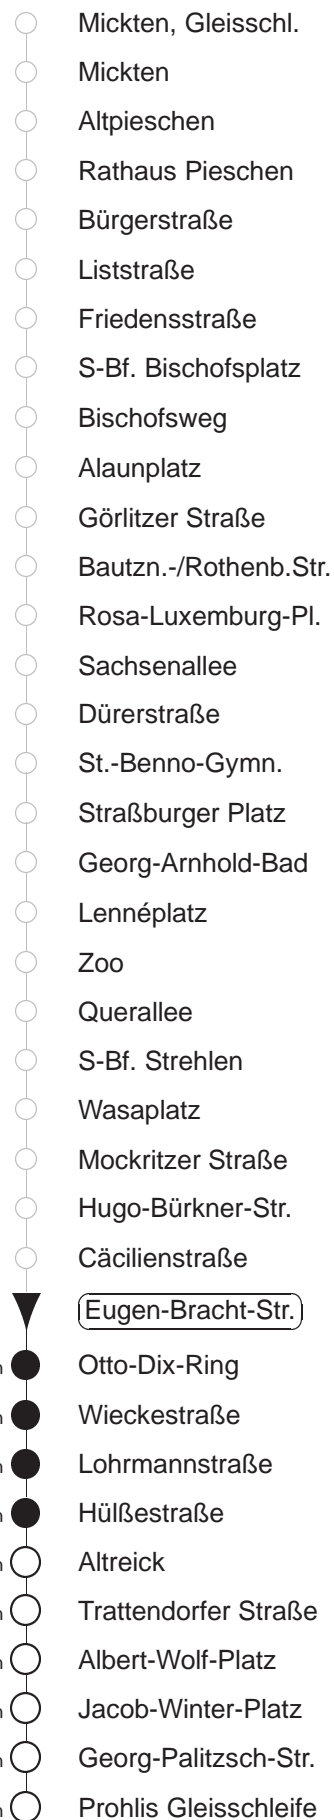 Mickten, Gleisschl.
Mickten
Altpieschen
Rathaus Pieschen
Bürgerstraße
Liststraße
Friedensstraße
S-Bf. Bischofsplatz
Bischofsweg
Alaunplatz
Görlitzer Straße
Bautzn.-/Rothenb.Str.
Rosa-Luxemburg-Pl.
Sachsenallee
Dürerstraße
St.-Benno-Gymn.
Straßburger Platz
Georg-Arnhold-Bad
Lennéplatz
Zoo
Querallee
S-Bf. Strehlen
Wasaplatz
Mockritzer Straße
Hugo-Bürkner-Str.
Cäcilienstraße
Eugen-Bracht-Str.
Otto-Dix-Ring
Wieckestraße
Lohrmannstraße
Hülßestraße
Altreick
Trattendorfer Straße
Albert-Wolf-Platz
Jacob-Winter-Platz
Georg-Palitzsch-Str.
Prohlis Gleisschleife